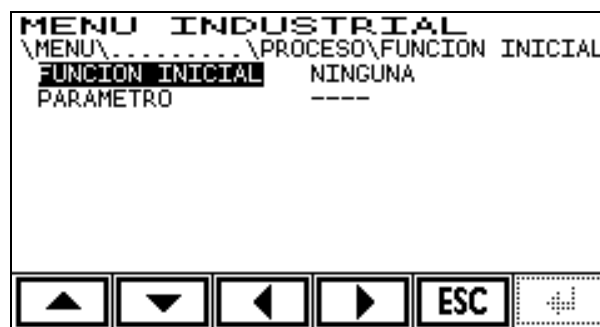 MENU INDUSTRIAL
\MENU\.........\PROCESO\FUNCION INICIAL
FUNCION INICIAL NINGUNA
PARAMETRO ----
ESC